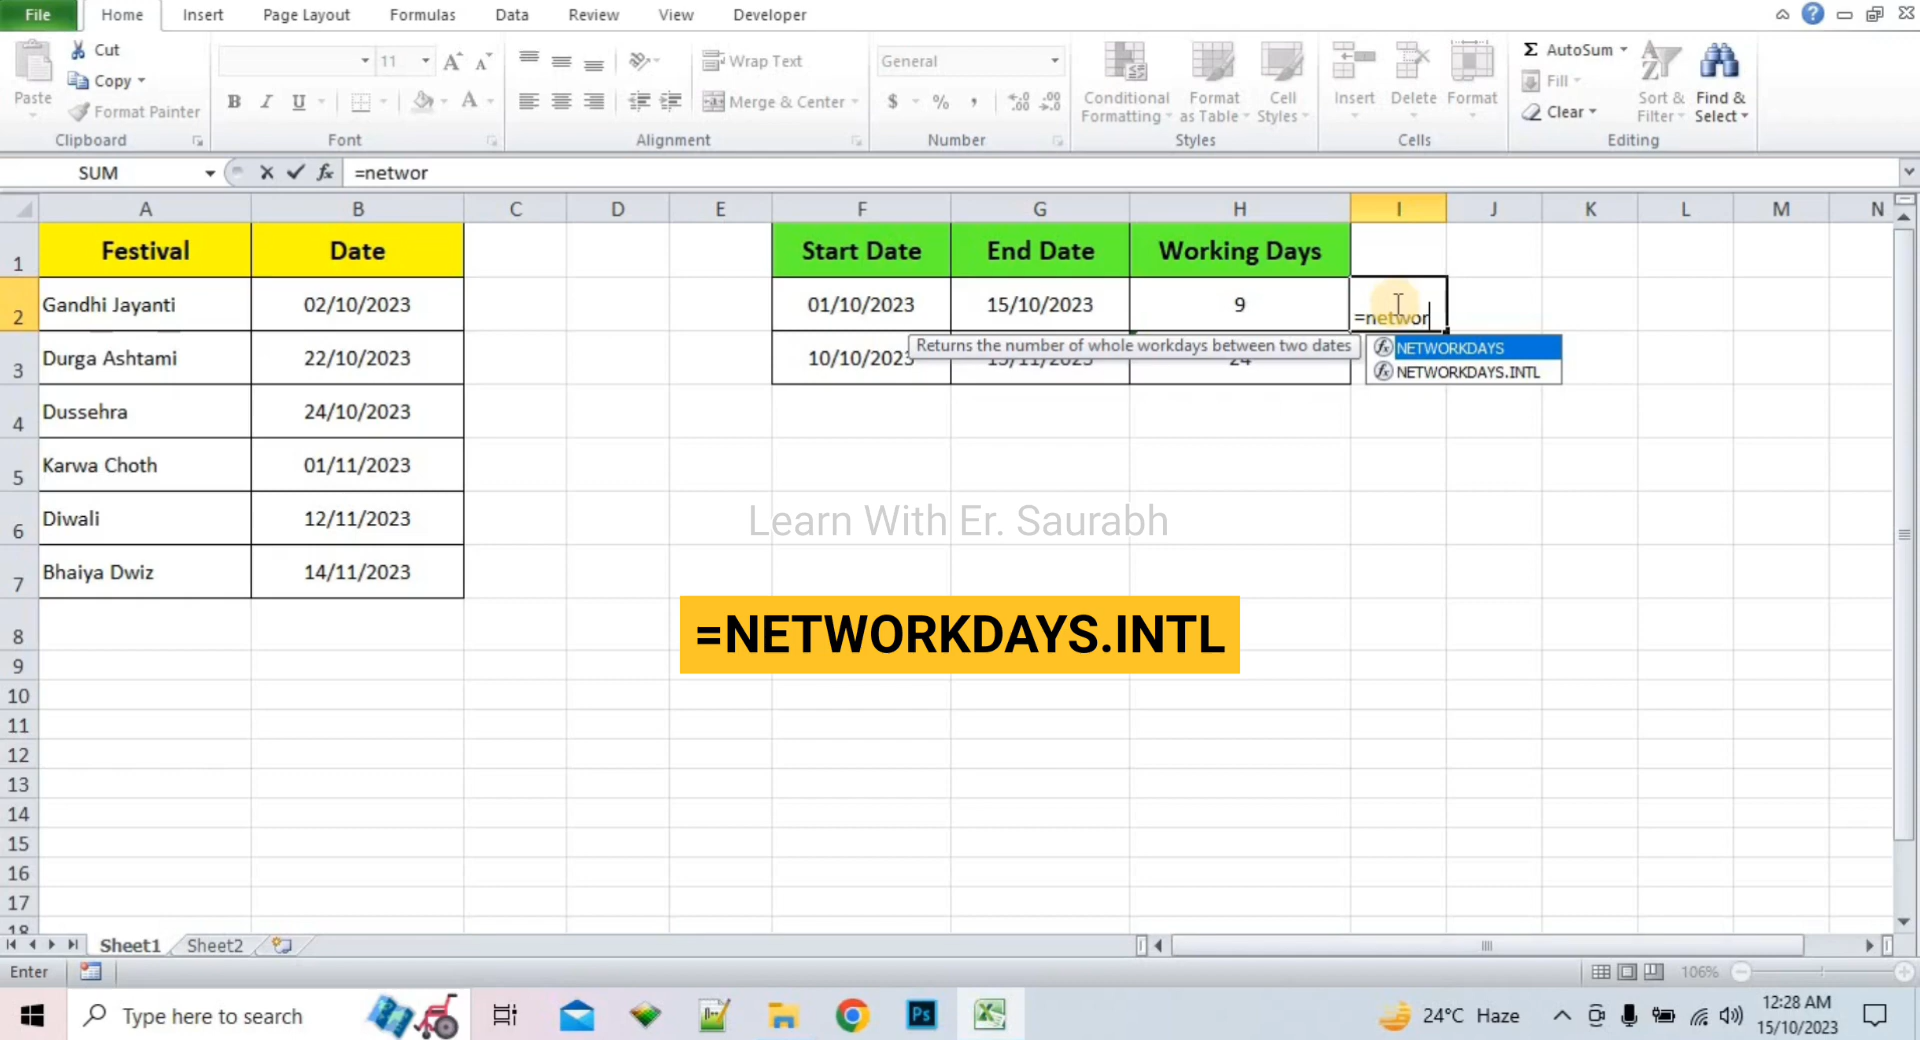 File Home Insert Page Layout Formulas Data Review View Developer
Cut
Copy
Format Painter
Paste
Clipboard
11
B I U
Font
Wrap Text
Merge & Center
Alignment
General
$ % ,
Number
Conditional Formatting
Format as Table
Cell Styles
Styles
Insert Delete Format
Cells
Σ AutoSum
Fill
Clear
Sort & Filter
Find & Select
Editing
SUM fx =networ
A B C D E F G H I J K L M N
1 Festival Date Start Date End Date Working Days
2 Gandhi Jayanti 02/10/2023 01/10/2023 15/10/2023 9 =networ
Returns the number of whole workdays between two dates
NETWORKDAYS
NETWORKDAYS.INTL
3 Durga Ashtami 22/10/2023 10/10/2023 15/11/2023 24
4 Dussehra 24/10/2023
5 Karwa Choth 01/11/2023
6 Diwali 12/11/2023
Learn With Er. Saurabh
7 Bhaiya Dwiz 14/11/2023
8
=NETWORKDAYS.INTL
9
10
11
12
13
14
15
16
17
18
Sheet1 Sheet2
Enter 106%
Type here to search
Ps
24°C Haze
12:28 AM
15/10/2023